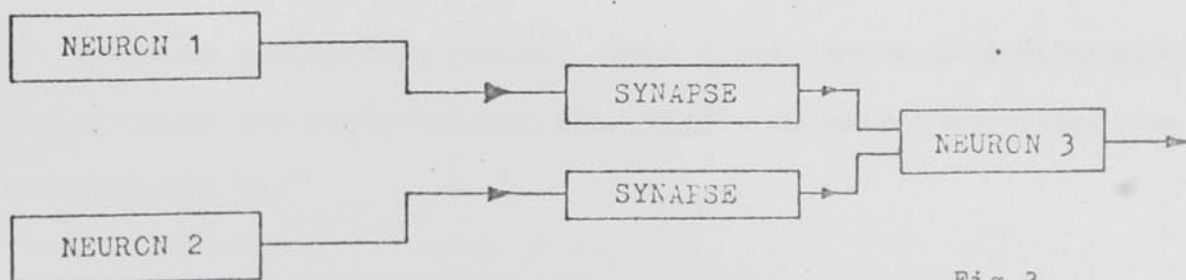 NEURON 1
SYNAPSE
NEURON 3
SYNAPSE
NEURON 2
Fig 3